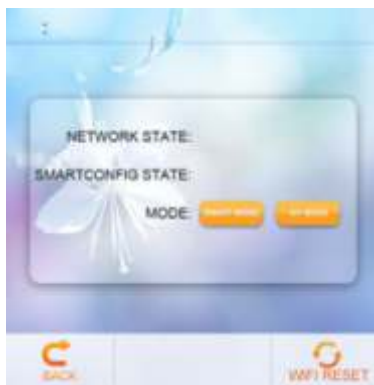 :
NETWORK STATE:
SMARTCONFIG STATE:
MODE:
BACK
WIFI RESET